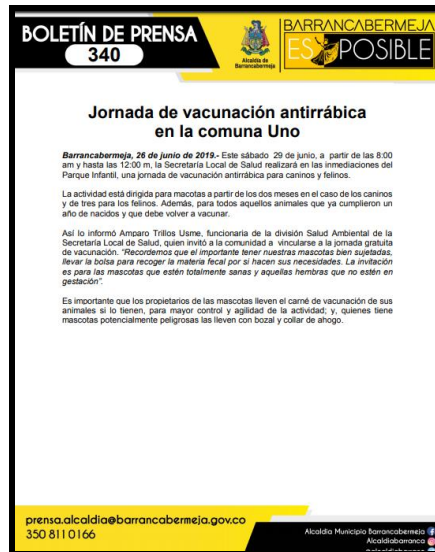 BOLETÍN DE PRENSA
340
Alcaldía de
Barrancabermeja
BARRANCABERMEJA
ES POSIBLE
Jornada de vacunación antirrábica
en la comuna Uno
Barrancabermeja, 26 de junio de 2019.- Este sábado 29 de junio, a partir de las 8:00
am y hasta las 12:00 m, la Secretaría Local de Salud realizará en las inmediaciones del
Parque Infantil, una jornada de vacunación antirrábica para caninos y felinos.
La actividad está dirigida para macotas a partir de los dos meses en el caso de los caninos
y de tres para los felinos. Además, para todos aquellos animales que ya cumplieron un
año de nacidos y que debe volver a vacunar.
Así lo informó Amparo Trillos Usme, funcionaria de la división Salud Ambiental de la
Secretaría Local de Salud, quien invitó a la comunidad a vincularse a la jornada gratuita
de vacunación. “Recordemos que el importante tener nuestras mascotas bien sujetadas,
llevar la bolsa para recoger la materia fecal por si hacen sus necesidades. La invitación
es para las mascotas que estén totalmente sanas y aquellas hembras que no estén en
gestación”.
Es importante que los propietarios de las mascotas lleven el carné de vacunación de sus
animales si lo tienen, para mayor control y agilidad de la actividad; y, quienes tiene
mascotas potencialmente peligrosas las lleven con bozal y collar de ahogo.
prensa.alcaldia@barrancabermeja.gov.co
350 8110166
Alcaldía Municipio Barrancabermeja
Alcaldiabarranca